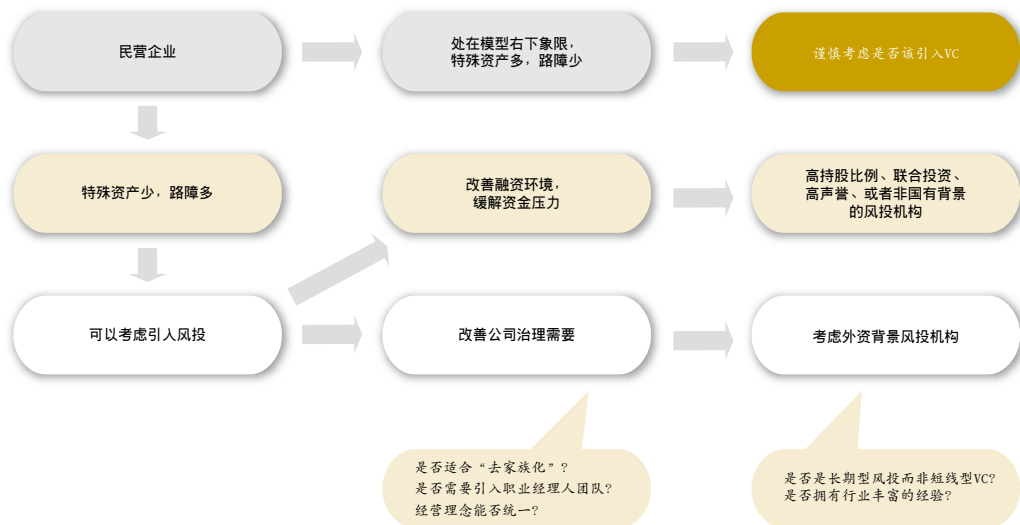 民营企业
处在模型右下象限，
特殊资产多，路障少
谨慎考虑是否该引入VC
特殊资产少，路障多
改善融资环境，
缓解资金压力
高持股比例、联合投资、
高声誉、或者非国有背景
的风投机构
可以考虑引入风投
改善公司治理需要
考虑外资背景风投机构
是否适合“去家族化”？
是否需要引入职业经理人团队？
经营理念能否统一？
是否是长期型风投而非短线型VC？
是否拥有行业丰富的经验？